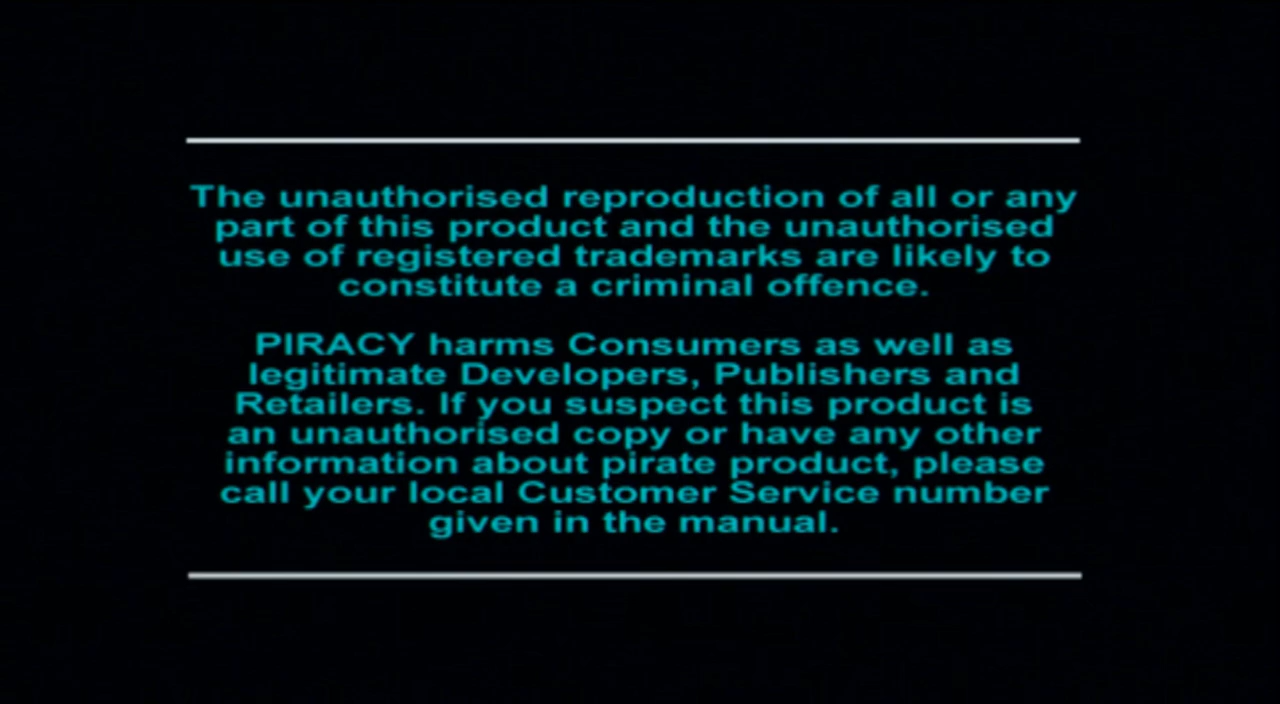 The unauthorised reproduction of all or any
part of this product and the unauthorised
use of registered trademarks are likely to
constitute a criminal offence.
PIRACY harms Consumers as well as
legitimate Developers, Publishers and
Retailers. If you suspect this product is
an unauthorised copy or have any other
information about pirate product, please
call your local Customer Service number
given in the manual.